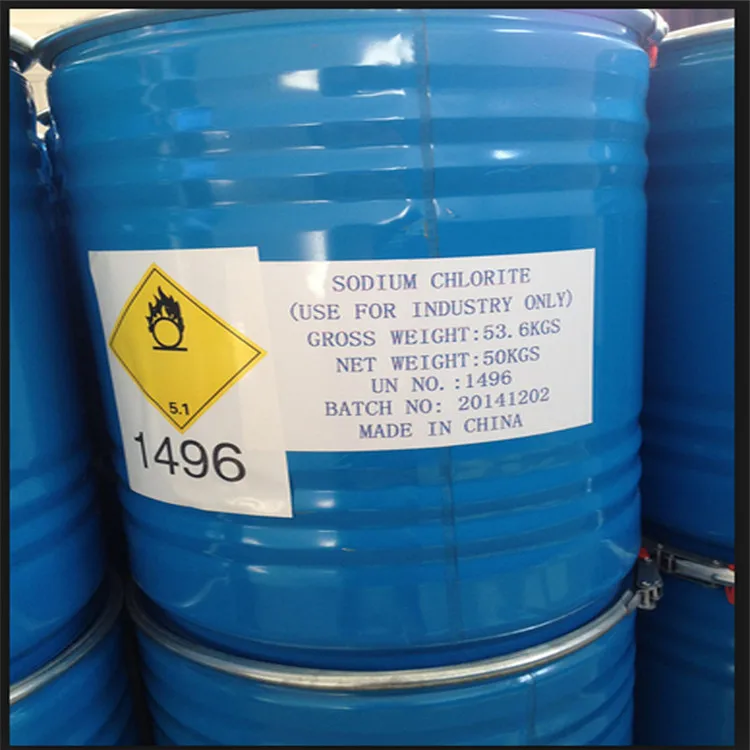 5.1
1496
SODIUM CHLORITE
(USE FOR INDUSTRY ONLY)
GROSS WEIGHT:53.6KGS
NET WEIGHT:50KGS
UN NO.:1496
BATCH NO: 20141202
MADE IN CHINA